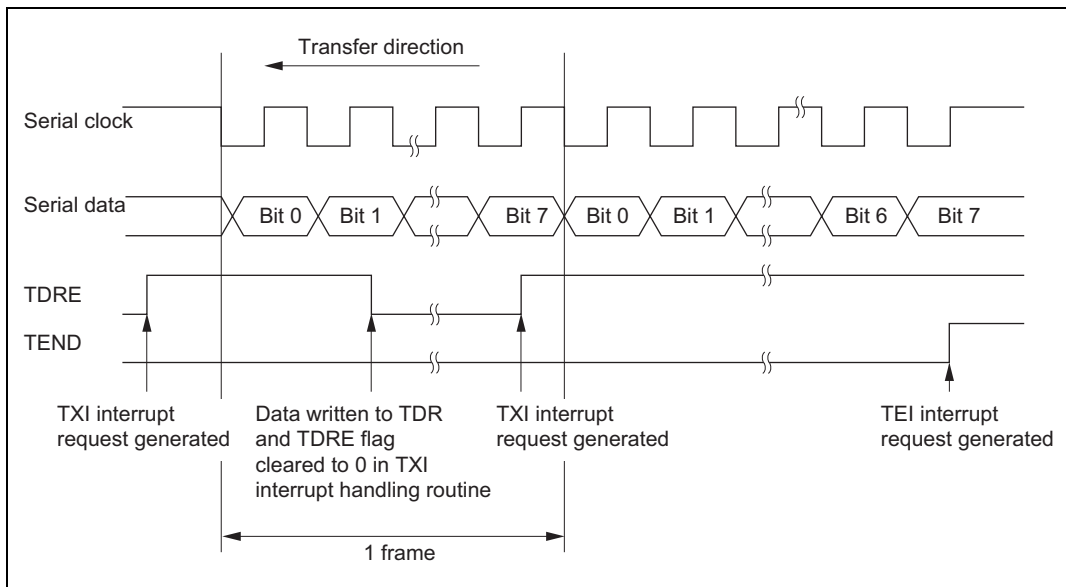 Transfer direction
Serial clock
Serial data
Bit 0
Bit 1
Bit 7
Bit 0
Bit 1
Bit 6
Bit 7
TDRE
TEND
TXI interrupt
request generated
Data written to TDR
and TDRE flag
cleared to 0 in TXI
interrupt handling routine
TXI interrupt
request generated
TEI interrupt
request generated
1 frame